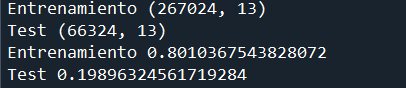 Entrenamiento (267024, 13)
Test (66324, 13)
Entrenamiento 0.8010367543828072
Test 0.19896324561719284